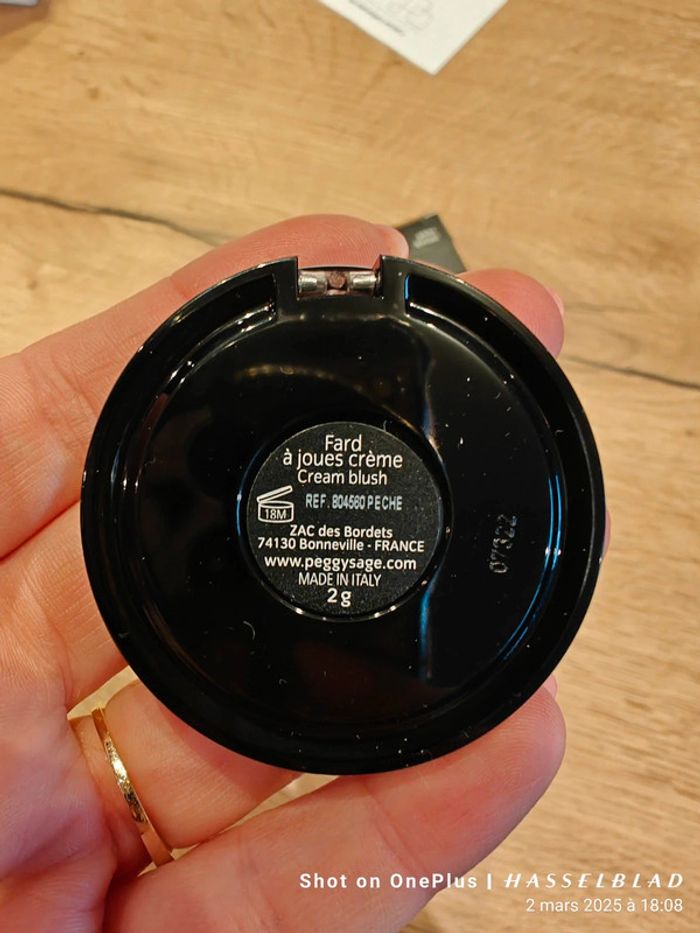 Fard
à joues crème
Cream blush
REF. 804560 PECHE
18M
ZAC des Bordets
74130 Bonneville - FRANCE
www.peggysage.com
MADE IN ITALY
2 g
07322
Shot on OnePlus | HASSELBLAD
2 mars 2025 à 18:08